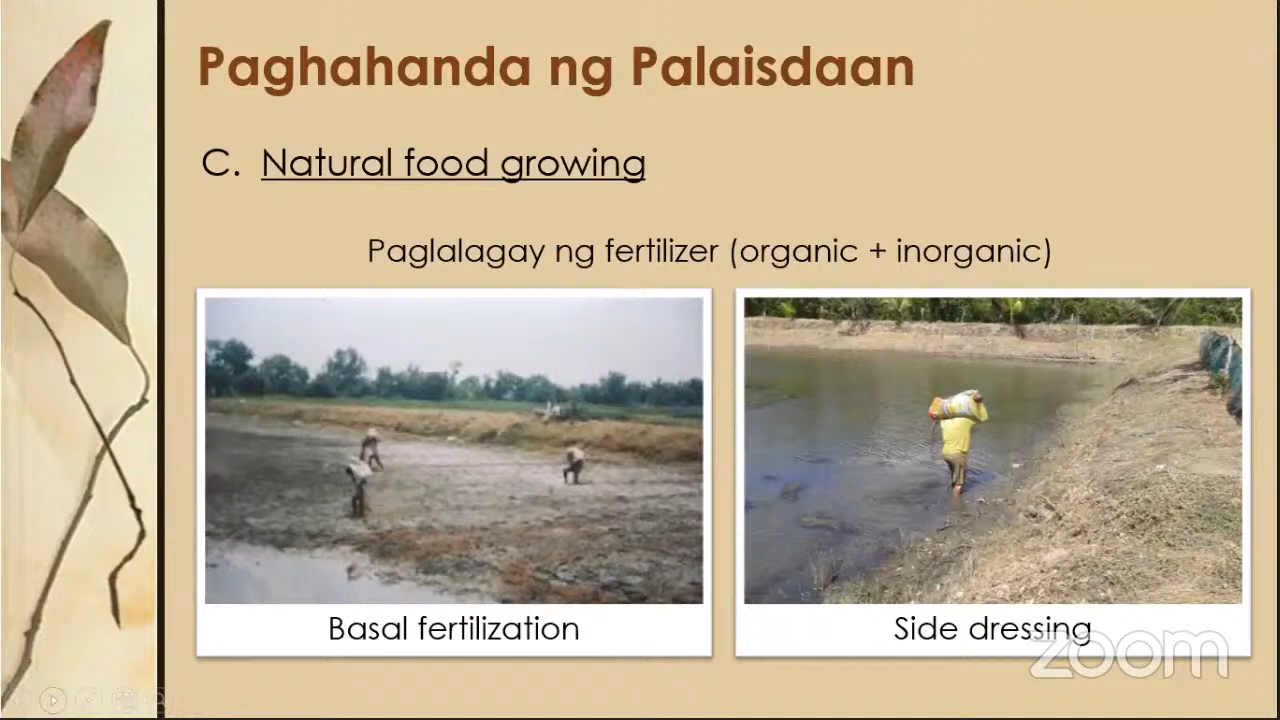 Paghahanda ng Palaisdaan
C. Natural food growing
Paglalagay ng fertilizer (organic + inorganic)
Basal fertilization
Side dressing
zoom